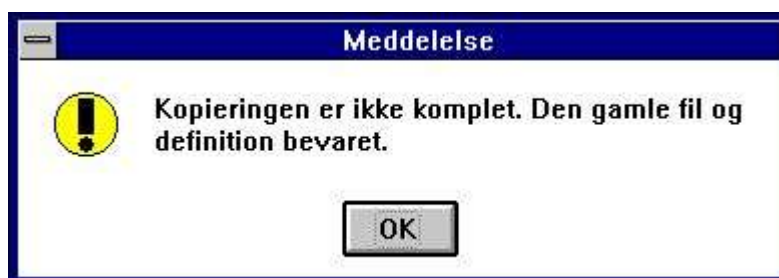 Meddelelse
Kopieringen er ikke komplet. Den gamle fil og
definition bevaret.
OK